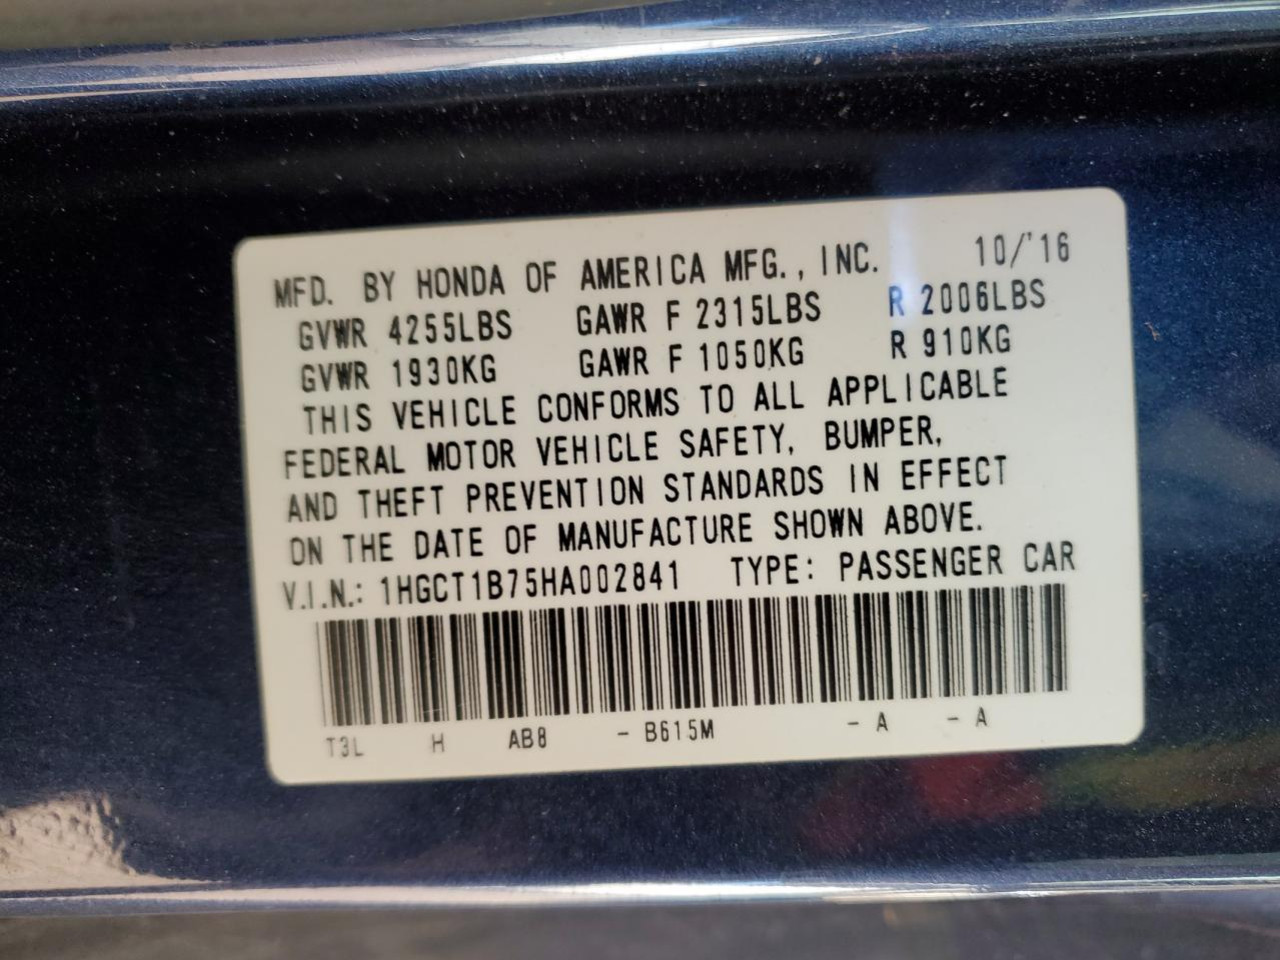 MFD. BY HONDA OF AMERICA MFG., INC. 10/'16
GVWR 4255LBS GAWR F 2315LBS R 2006LBS
GVWR 1930KG GAWR F 1050KG R 910KG
THIS VEHICLE CONFORMS TO ALL APPLICABLE
FEDERAL MOTOR VEHICLE SAFETY, BUMPER,
AND THEFT PREVENTION STANDARDS IN EFFECT
ON THE DATE OF MANUFACTURE SHOWN ABOVE.
V.I.N.: 1HGCT1B75HA002841 TYPE: PASSENGER CAR
T3L H AB8 - B615M - A - A